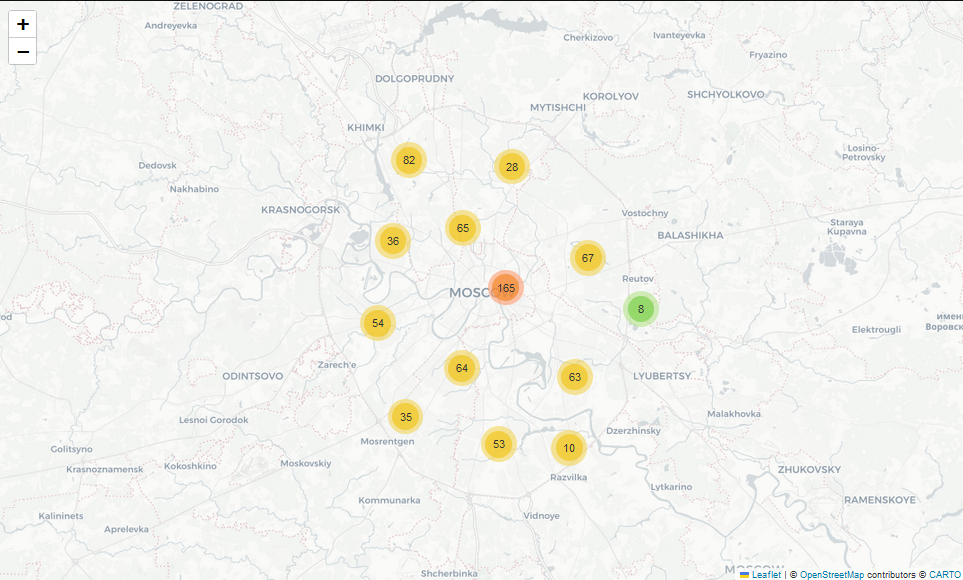 ZELENOGRAD
+
Andreyevka
Cherkizovo
Ivanteyevka
−
Fryazino
DOLGOPRUDNY
KOROLYOV
SHCHYOLKOVO
MYTISHCHI
KHIMKI
Losino-
Petrovsky
82
28
Dedovsk
Nakhabino
KRASNOGORSK
Vostochny
65
Staraya
Kupavna
36
BALASHIKHA
67
Reutov
165
MOSC
8
имени
Воровск
od
54
Elektrougli
Zarech'e
64
ODINTSOVO
63
LYUBERTSY
Malakhovka
35
Lesnoi Gorodok
Dzerzhinsky
Mosrentgen
53
10
Golitsyno
Moskovskiy
Kokoshkino
Krasnoznamensk
Razvilka
ZHUKOVSKY
Lytkarino
Kommunarka
RAMENSKOYE
Kalininets
Vidnoye
Aprelevka
MOSCOW
Shcherbinka
Leaflet | © OpenStreetMap contributors © CARTO